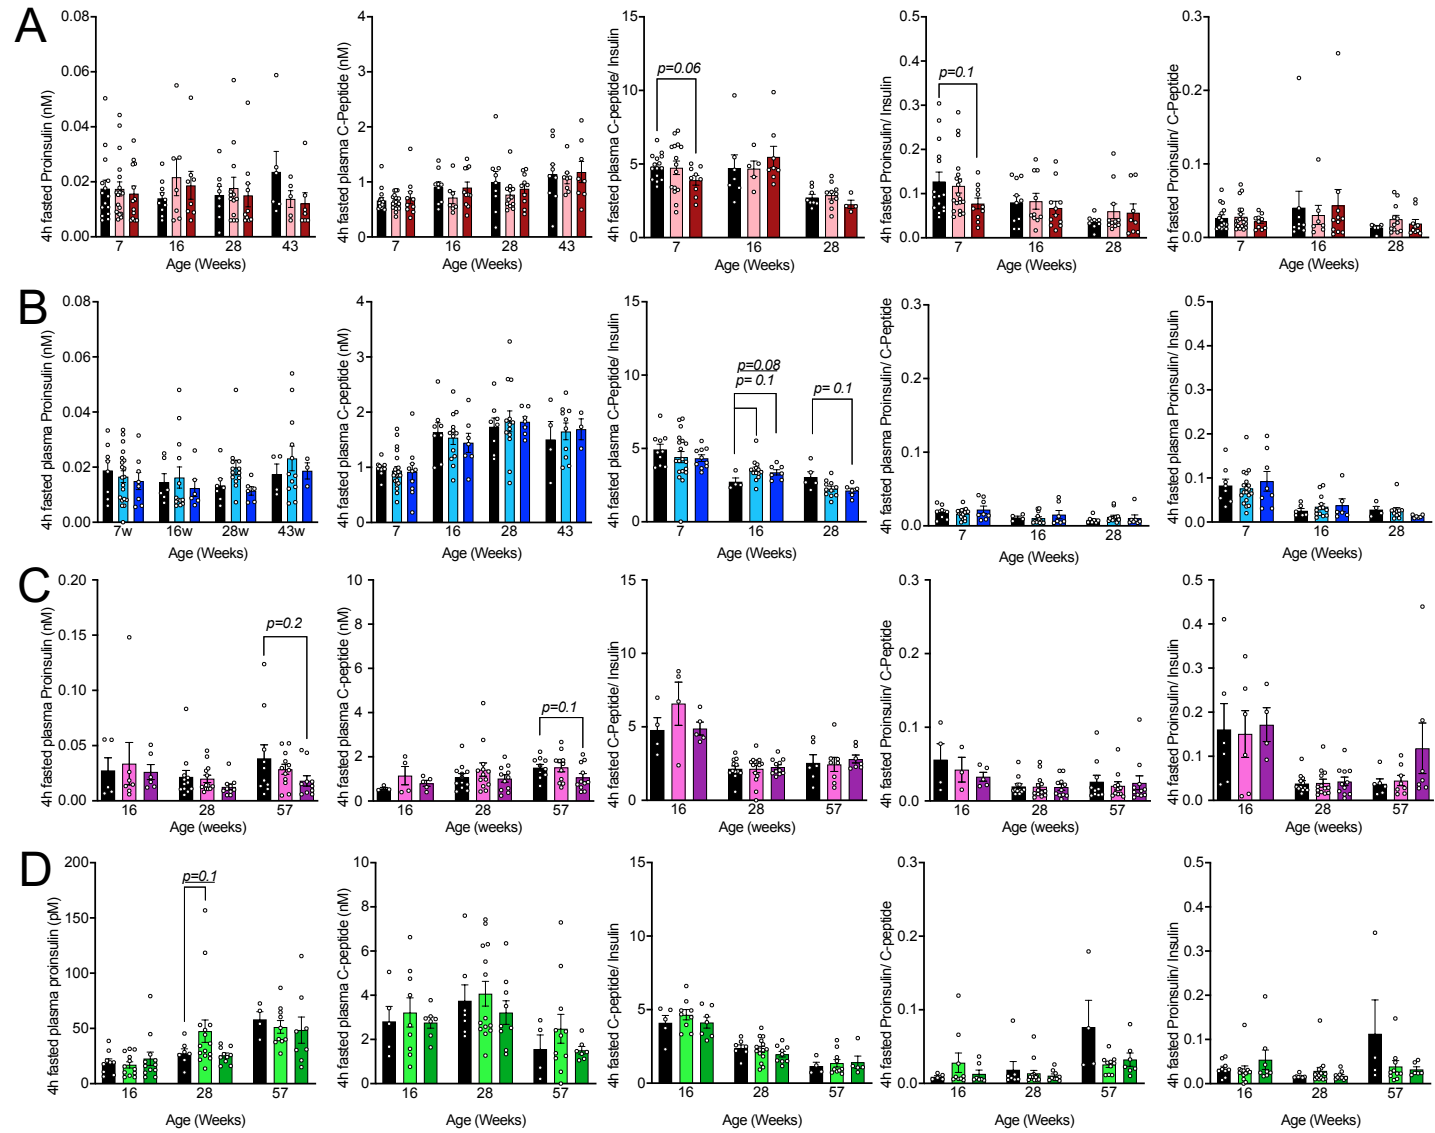 A
4h fasted Proinsulin (nM)
0.08
0.06
0.04
0.02
0.00
7 16 28 43
Age (Weeks)
4h fasted plasma C-Peptide (nM)
4
3
2
1
0
7 16 28 43
Age (Weeks)
4h fasted plasma C-peptide/ Insulin
15
10
5
0
p=0.06
7 16 28
Age (Weeks)
4h fasted Proinsulin/ Insulin
0.5
0.4
0.3
0.2
0.1
0.0
p=0.1
7 16 28
Age (Weeks)
4h fasted Proinsulin/ C-Peptide
0.3
0.2
0.1
0.0
7 16 28
Age (Weeks)
B
4h fasted plasma Proinsulin (nM)
0.08
0.06
0.04
0.02
0.00
7w 16w 28w 43w
Age (Weeks)
4h fasted plasma C-peptide (nM)
4
3
2
1
0
7 16 28 43
Age (Weeks)
4h fasted plasma C-Peptide/ Insulin
15
10
5
0
p=0.08
p= 0.1
p= 0.1
7 16 28
Age (Weeks)
4h fasted plasma Proinsulin/ C-Peptide
0.3
0.2
0.1
0.0
7 16 28
Age (Weeks)
4h fasted plasma Proinsulin/ Insulin
0.5
0.4
0.3
0.2
0.1
0.0
7 16 28
Age (Weeks)
C
4h fasted plasma Proinsulin (nM)
0.20
0.15
0.10
0.05
0.00
p=0.2
16 28 57
Age (weeks)
4h fasted plasma C-peptide (nM)
10
8
6
4
2
0
p=0.1
16 28 57
Age (weeks)
4h fasted C-Peptide/ Insulin
15
10
5
0
16 28 57
Age (weeks)
4h fasted Proinsulin/ C-Peptide
0.3
0.2
0.1
0.0
16 28 57
Age (weeks)
4h fasted Proinsulin/ Insulin
0.5
0.4
0.3
0.2
0.1
0.0
16 28 57
Age (weeks)
D
4h fasted plasma proinsulin (pM)
200
150
100
50
0
p=0.1
16 28 57
Age (Weeks)
4h fasted plasma C-peptide (nM)
10
8
6
4
2
0
16 28 57
Age (Weeks)
4h fasted C-peptide/ Insulin
15
10
5
0
16 28 57
Age (Weeks)
4h fasted Proinsulin/ C-peptide
0.3
0.2
0.1
0.0
16 28 57
Age (Weeks)
4h fasted Proinsulin/ Insulin
0.5
0.4
0.3
0.2
0.1
0.0
16 28 57
Age (Weeks)